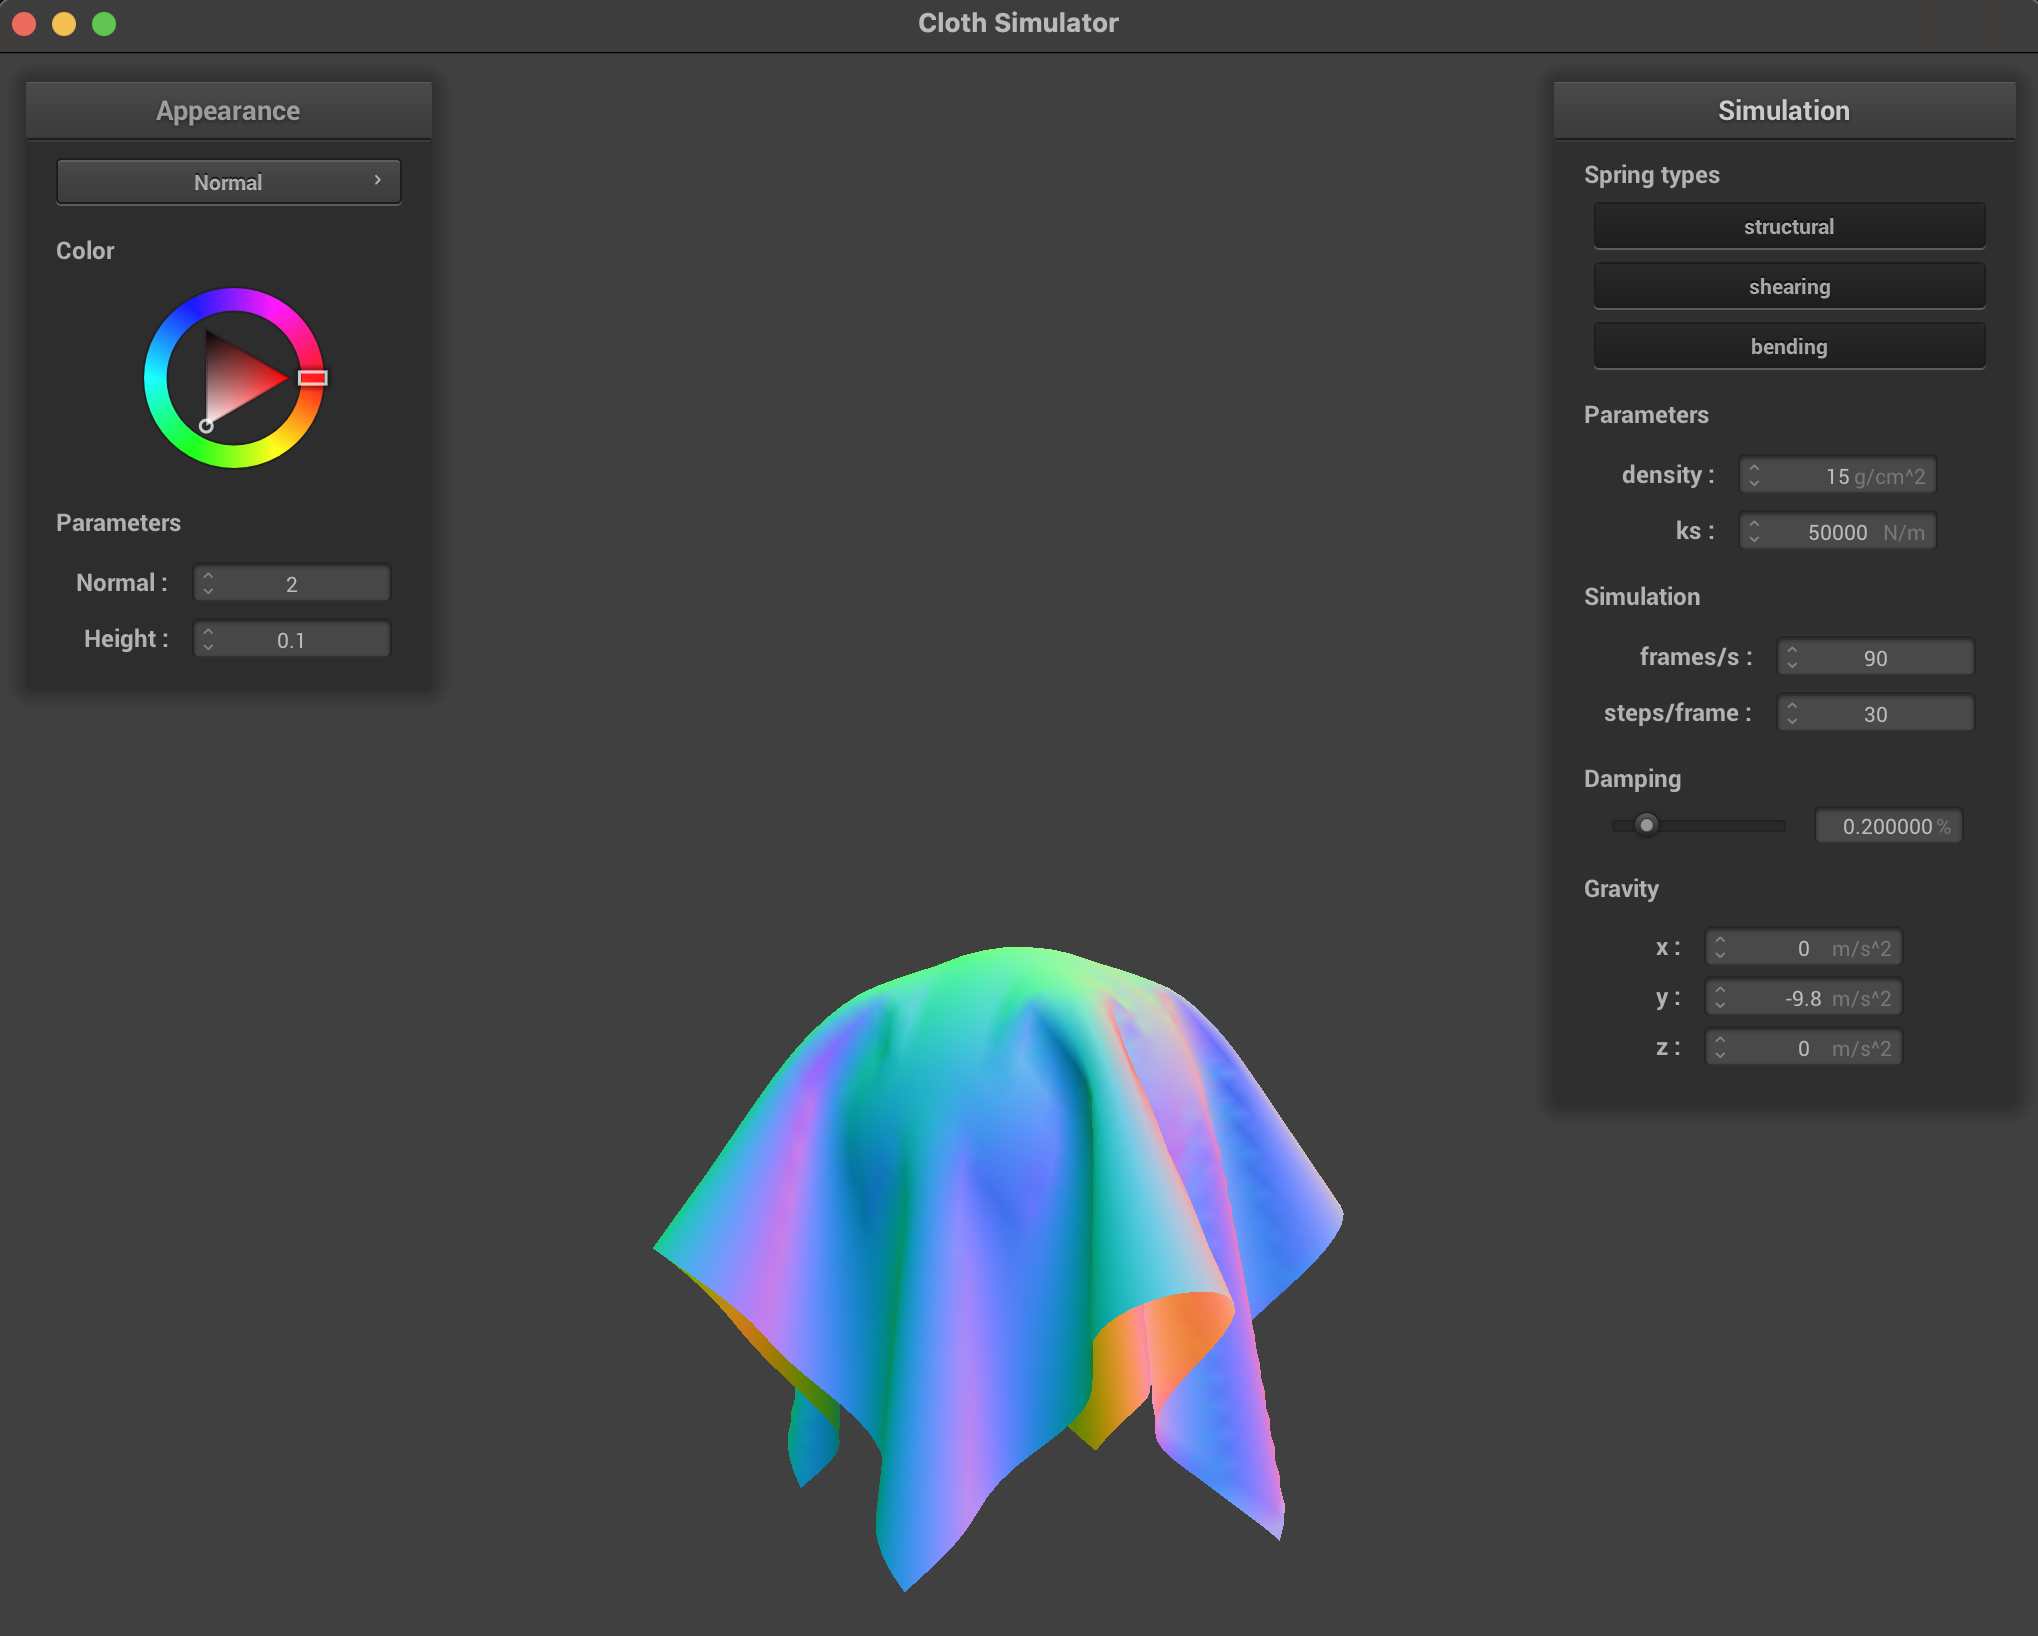 Cloth Simulator
Appearance
Normal
Color
Parameters
Normal : 2
Height : 0.1
Simulation
Spring types
structural
shearing
bending
Parameters
density : 15 g/cm^2
ks : 50000 N/m
Simulation
frames/s : 90
steps/frame : 30
Damping
0.200000 %
Gravity
x : 0 m/s^2
y : -9.8 m/s^2
z : 0 m/s^2